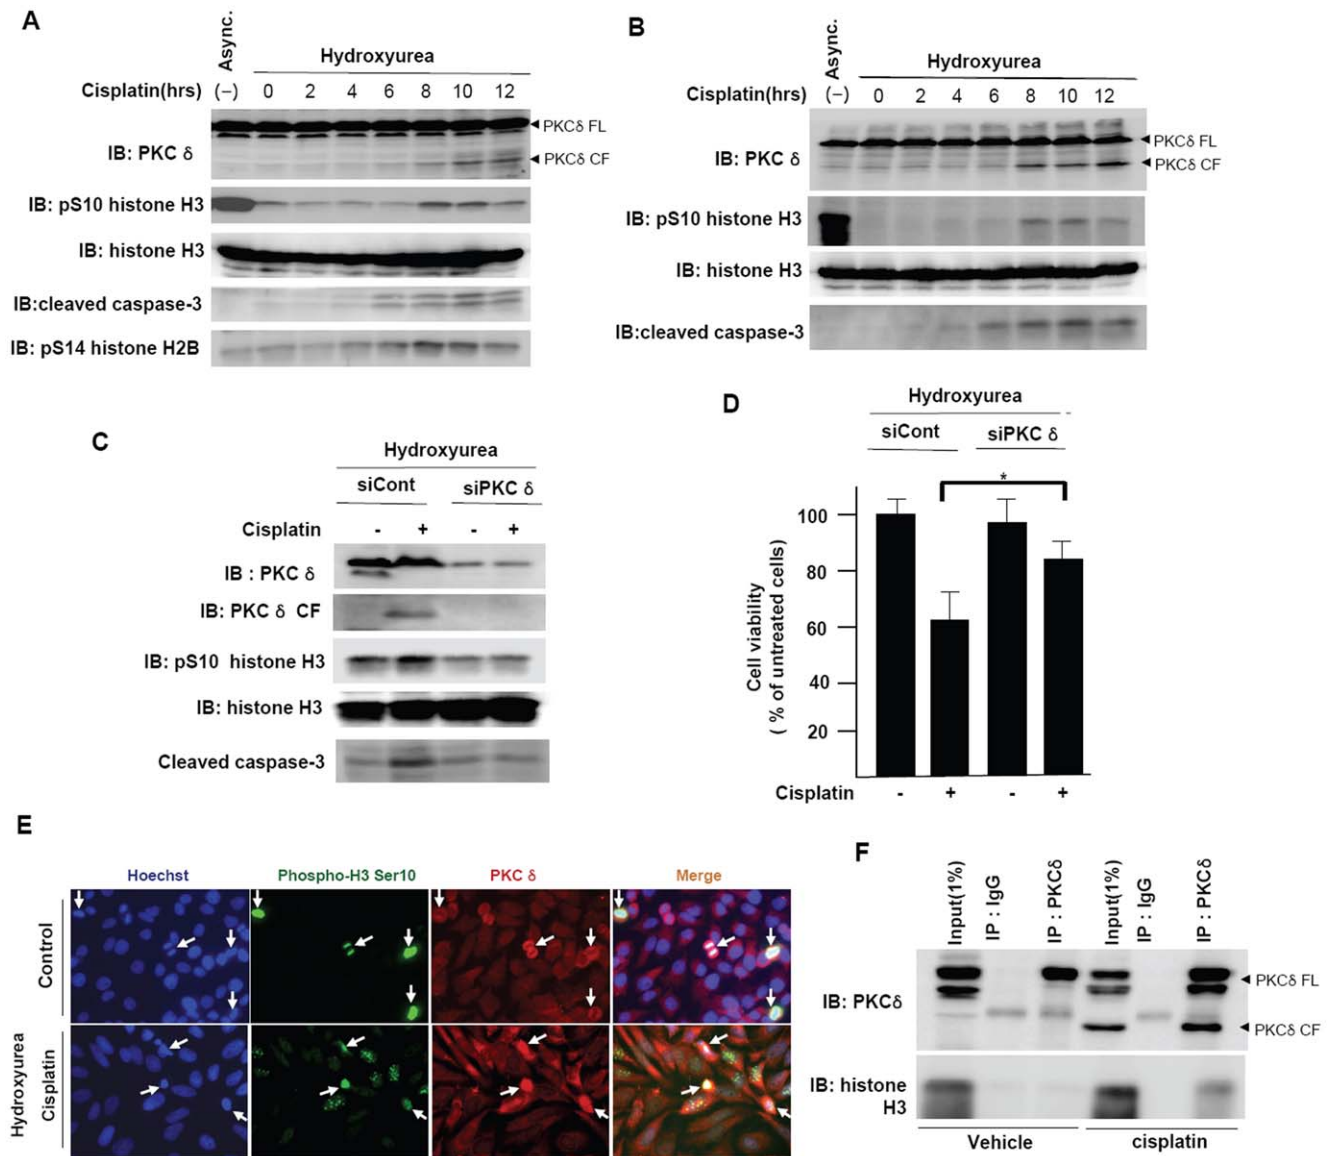 A
Async.
Hydroxyurea
Cisplatin(hrs) (–) 0 2 4 6 8 10 12
IB: PKC δ
PKCδ FL
PKCδ CF
IB: pS10 histone H3
IB: histone H3
IB:cleaved caspase-3
IB: pS14 histone H2B
B
Async.
Hydroxyurea
Cisplatin(hrs) (–) 0 2 4 6 8 10 12
IB: PKC δ
PKCδ FL
PKCδ CF
IB: pS10 histone H3
IB: histone H3
IB:cleaved caspase-3
C
Hydroxyurea
siCont siPKC δ
Cisplatin - + - +
IB : PKC δ
IB: PKC δ CF
IB: pS10 histone H3
IB: histone H3
Cleaved caspase-3
D
Hydroxyurea
siCont siPKC δ
*
Cell viability
( % of untreated cells)
100
80
60
40
20
Cisplatin - + - +
E
Hoechst Phospho-H3 Ser10 PKC δ Merge
Control
Hydroxyurea
Cisplatin
F
Input(1%) IP : IgG IP : PKCδ Input(1%) IP : IgG IP : PKCδ
IB: PKCδ
PKCδ FL
PKCδ CF
IB: histone
H3
Vehicle cisplatin